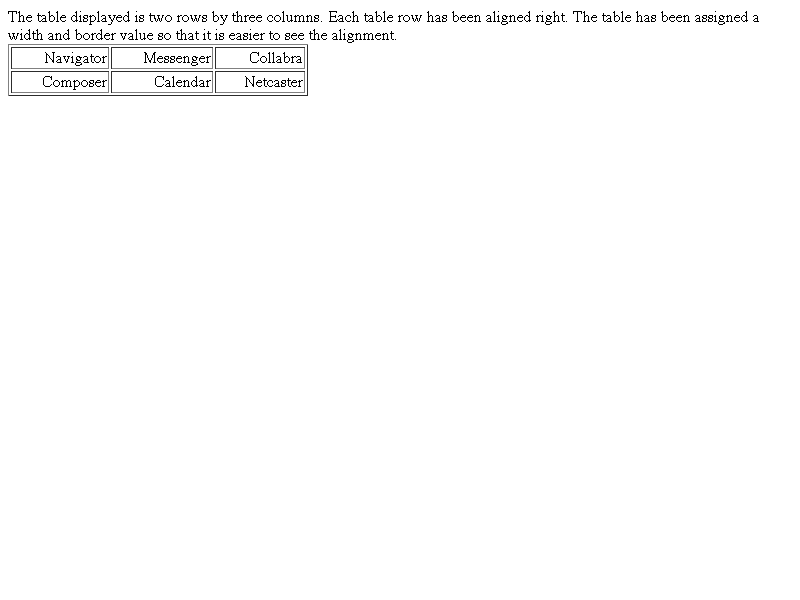 The table displayed is two rows by three columns. Each table row has been aligned right. The table has been assigned a
width and border value so that it is easier to see the alignment.
Navigator Messenger Collabra
Composer Calendar Netcaster